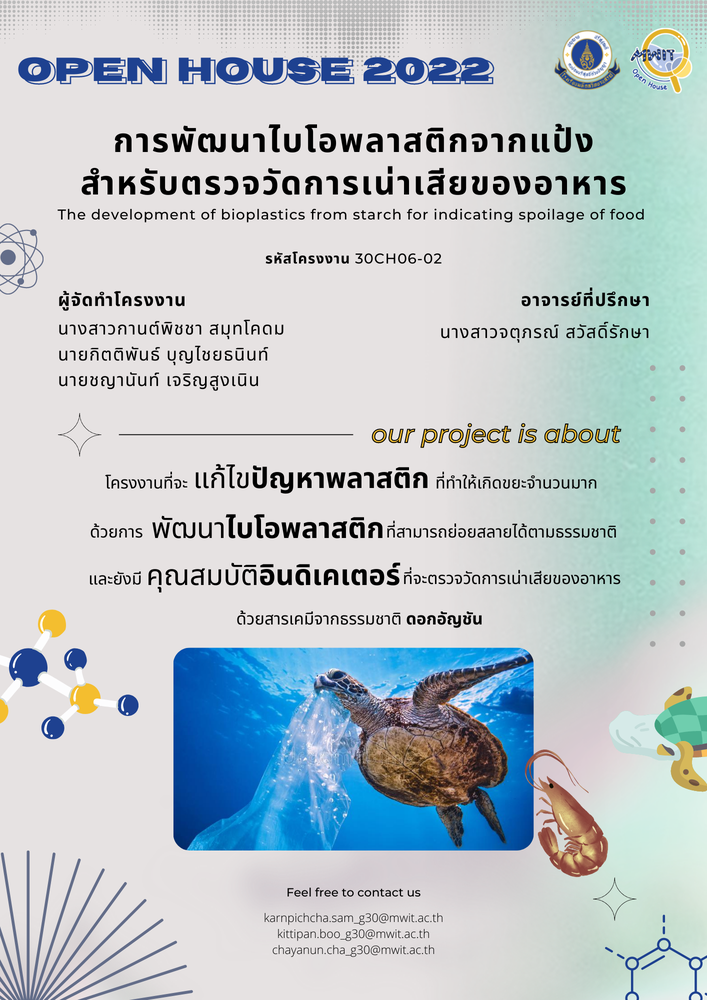 OPEN HOUSE 2022
MWIT
Open House
การพัฒนาไบโอพลาสติกจากแป้ง
สำหรับตรวจวัดการเน่าเสียของอาหาร
The development of bioplastics from starch for indicating spoilage of food
รหัสโครงงาน 30CH06-02
ผู้จัดทำโครงงาน
นางสาวกานต์พิชชา สมุทโคดม
นายกิตติพันธ์ บุญไชยธนินท์
นายชญานันท์ เจริญสูงเนิน
อาจารย์ที่ปรึกษา
นางสาวจตุภรณ์ สวัสดิ์รักษา
our project is about
โครงงานที่จะ แก้ไขปัญหาพลาสติก ที่ทำให้เกิดขยะจำนวนมาก
ด้วยการ พัฒนาไบโอพลาสติกที่สามารถย่อยสลายได้ตามธรรมชาติ
และยังมี คุณสมบัติอินดิเคเตอร์ที่จะตรวจวัดการเน่าเสียของอาหาร
ด้วยสารเคมีจากธรรมชาติ ดอกอัญชัน
Feel free to contact us
karnpichcha.sam_g30@mwit.ac.th
kittipan.boo_g30@mwit.ac.th
chayanun.cha_g30@mwit.ac.th